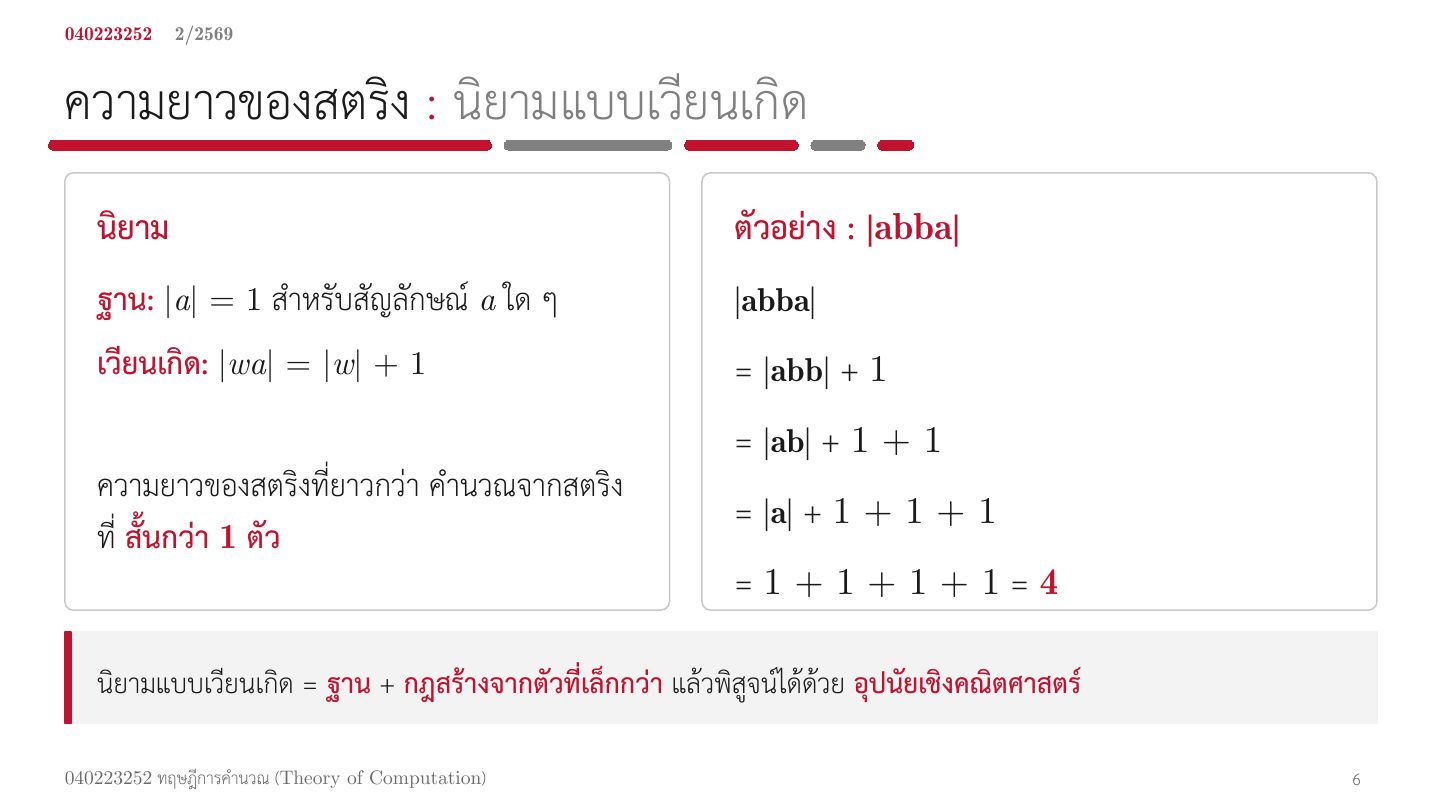 040223252 2/2569
ความยาวของสตริง : นิยามแบบเวียนเกิด
นิยาม
ฐาน: |a| = 1 สำหรับสัญลักษณ์ a ใด ๆ
เวียนเกิด: |wa| = |w| + 1
ความยาวของสตริงที่ยาวกว่า คำนวณจากสตริง
ที่ สั้นกว่า 1 ตัว
ตัวอย่าง : |abba|
|abba|
= |abb| + 1
= |ab| + 1 + 1
= |a| + 1 + 1 + 1
= 1 + 1 + 1 + 1 = 4
นิยามแบบเวียนเกิด = ฐาน + กฎสร้างจากตัวที่เล็กกว่า แล้วพิสูจน์ได้ด้วย อุปนัยเชิงคณิตศาสตร์
040223252 ทฤษฎีการคำนวณ (Theory of Computation)
6